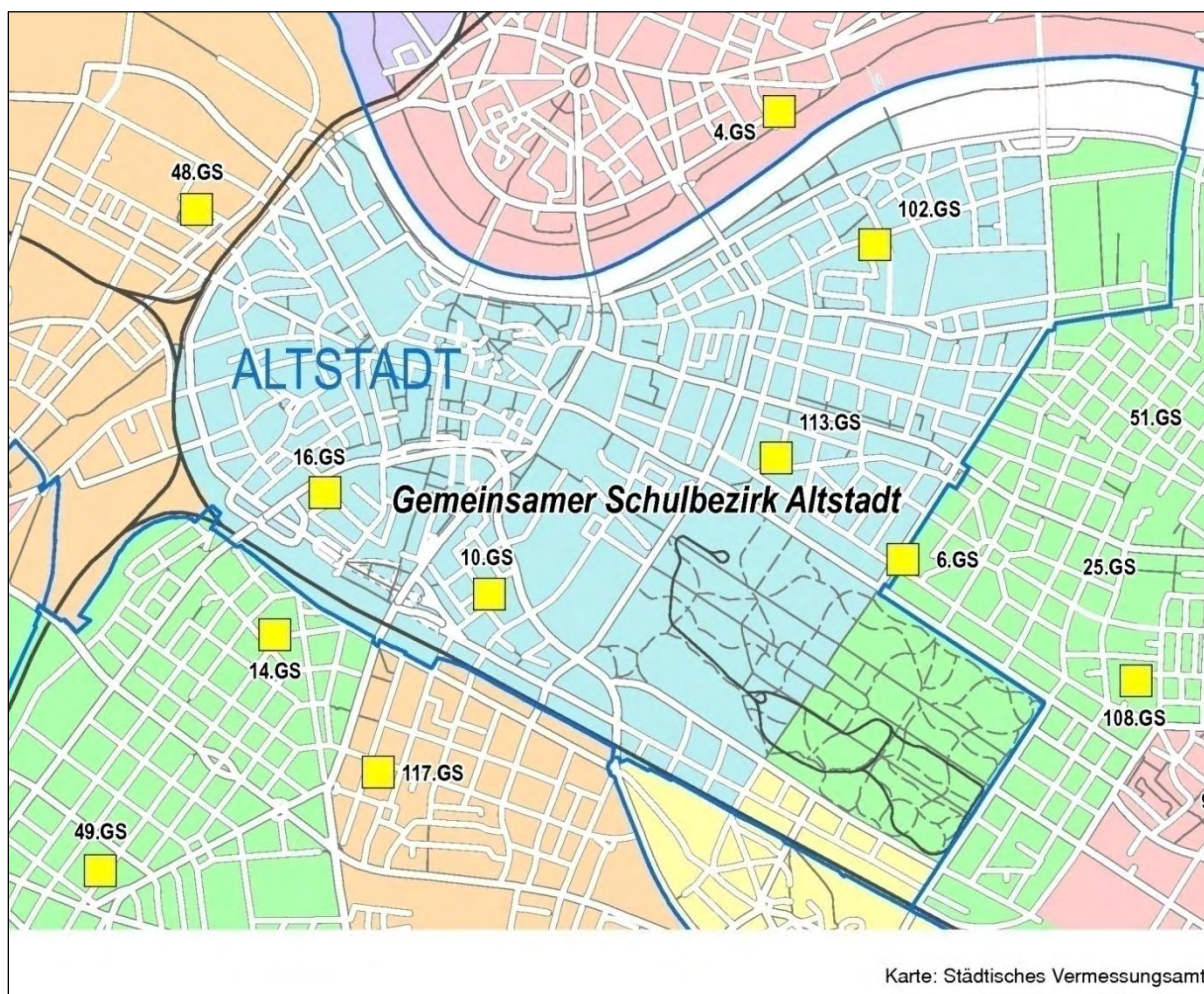 4.GS
48.GS
102.GS
ALTSTADT
51.GS
113.GS
16.GS
Gemeinsamer Schulbezirk Altstadt
10.GS
6.GS
25.GS
14.GS
108.GS
117.GS
49.GS
Karte: Städtisches Vermessungsamt